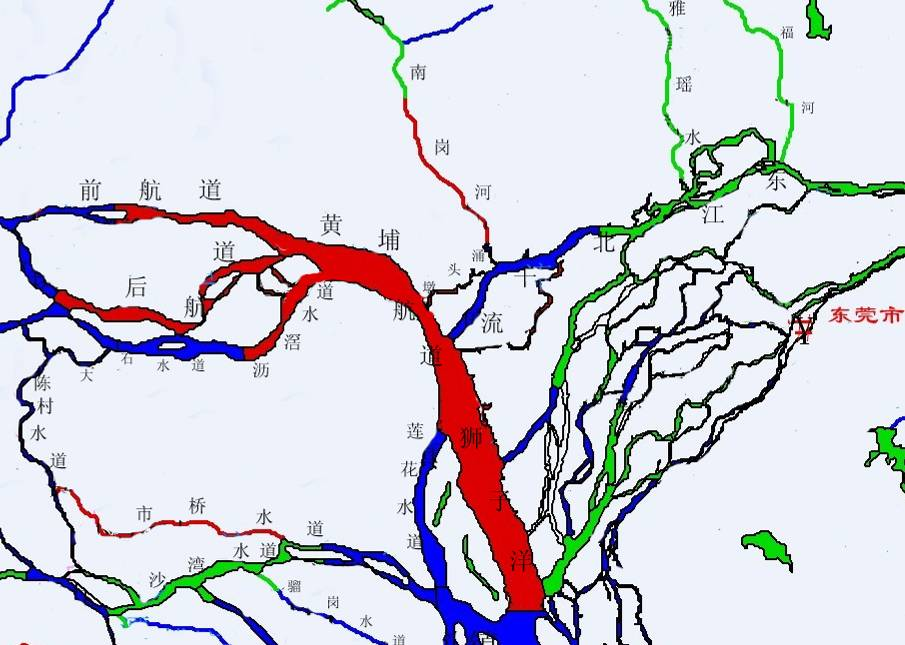 雅瑶水
福河
南岗河
前航道
黄埔航道
后航道
沥滘水道
东江北干流
墩头涌
东莞市
大石水道
陈村水道
莲花水道
狮子洋
市桥水道
沙湾水道
骝岗水道